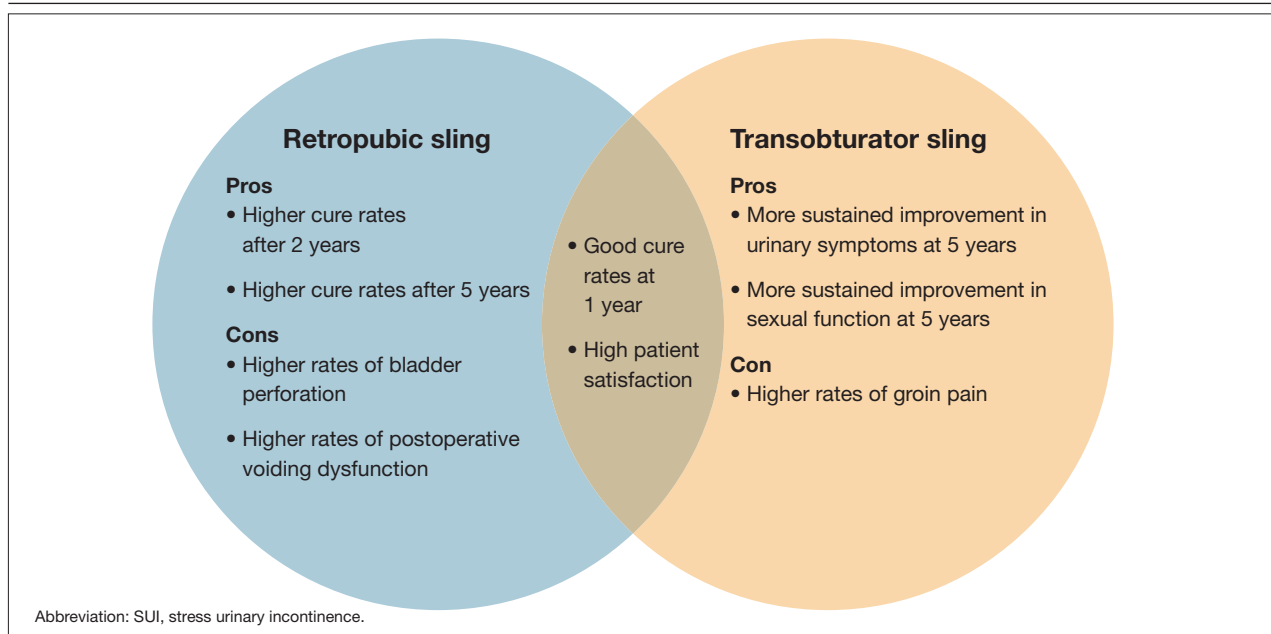 Retropubic sling
Pros
• Higher cure rates
after 2 years
• Higher cure rates after 5 years
Cons
• Higher rates of bladder
perforation
• Higher rates of postoperative
voiding dysfunction
• Good cure
rates at
1 year
• High patient
satisfaction
Transobturator sling
Pros
• More sustained improvement in
urinary symptoms at 5 years
• More sustained improvement in
sexual function at 5 years
Con
• Higher rates of groin pain
Abbreviation: SUI, stress urinary incontinence.